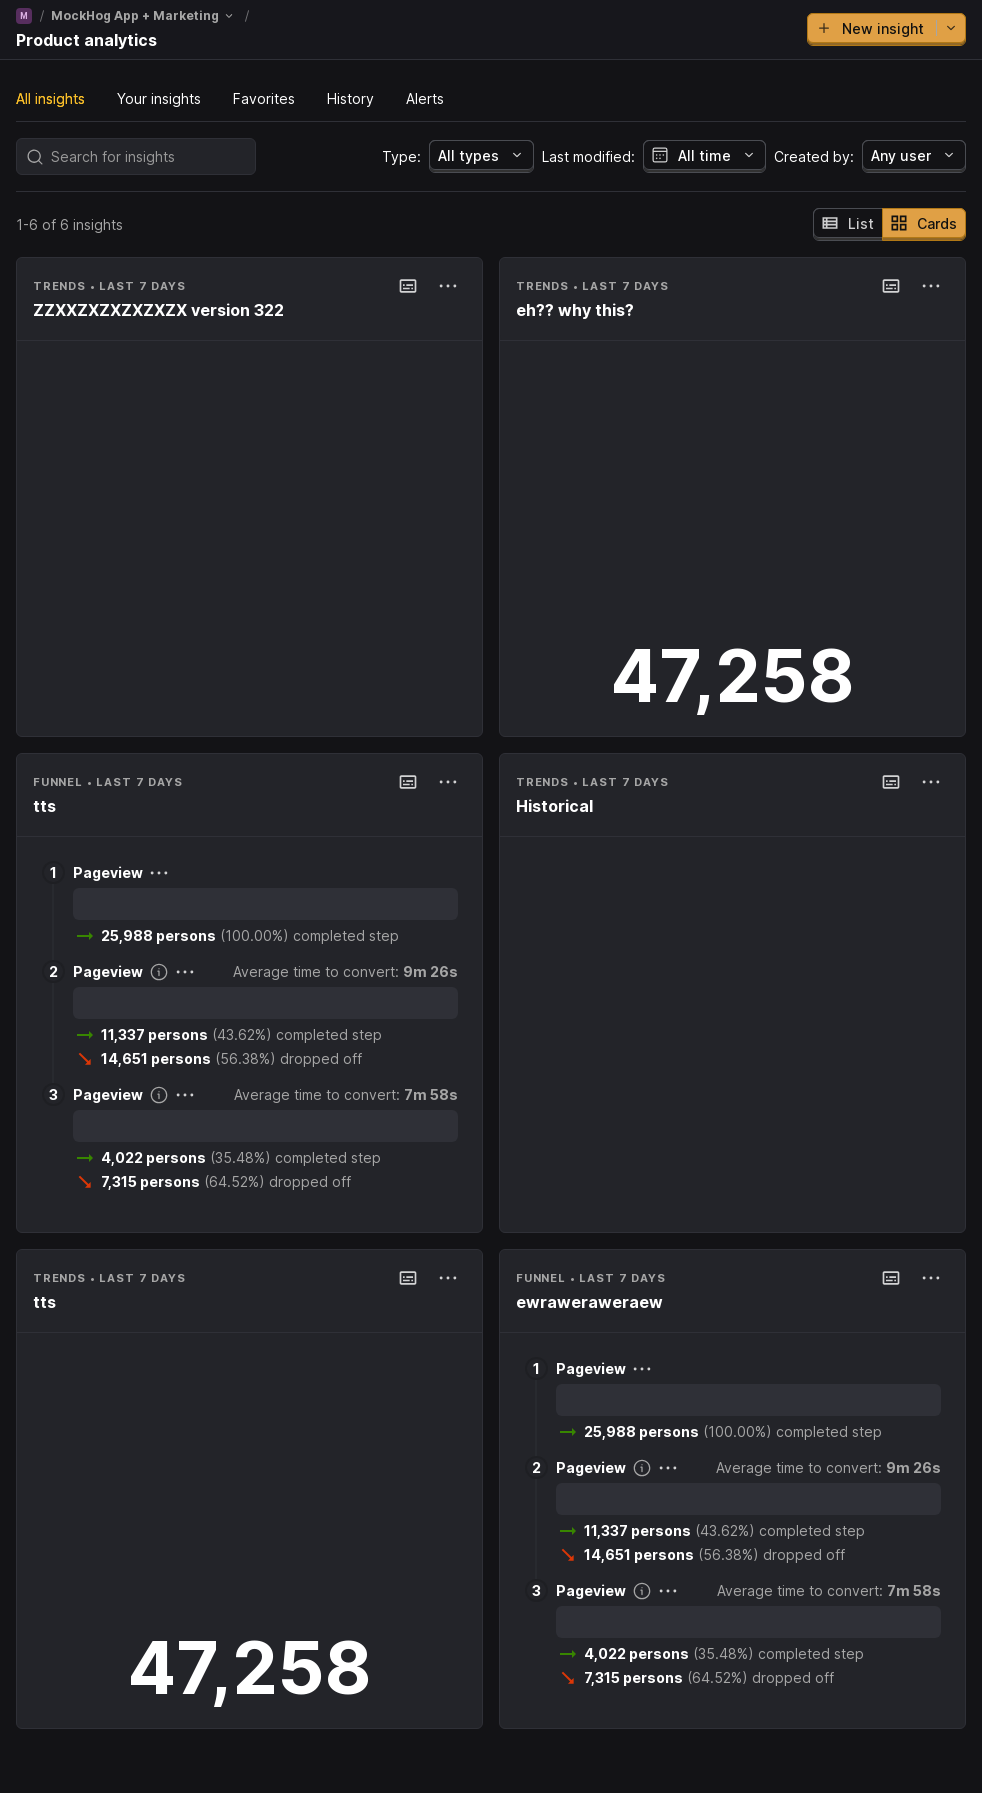 M / MockHog App + Marketing /
Product analytics
New insight
All insights Your insights Favorites History Alerts
Search for insights
Type: All types Last modified: All time Created by: Any user
1-6 of 6 insights
List Cards
TRENDS • LAST 7 DAYS
ZZXXZXZXZXZXZX version 322
TRENDS • LAST 7 DAYS
eh?? why this?
47,258
FUNNEL • LAST 7 DAYS
tts
1 Pageview
25,988 persons (100.00%) completed step
2 Pageview Average time to convert: 9m 26s
11,337 persons (43.62%) completed step
14,651 persons (56.38%) dropped off
3 Pageview Average time to convert: 7m 58s
4,022 persons (35.48%) completed step
7,315 persons (64.52%) dropped off
TRENDS • LAST 7 DAYS
Historical
TRENDS • LAST 7 DAYS
tts
47,258
FUNNEL • LAST 7 DAYS
ewraweraweraew
1 Pageview
25,988 persons (100.00%) completed step
2 Pageview Average time to convert: 9m 26s
11,337 persons (43.62%) completed step
14,651 persons (56.38%) dropped off
3 Pageview Average time to convert: 7m 58s
4,022 persons (35.48%) completed step
7,315 persons (64.52%) dropped off